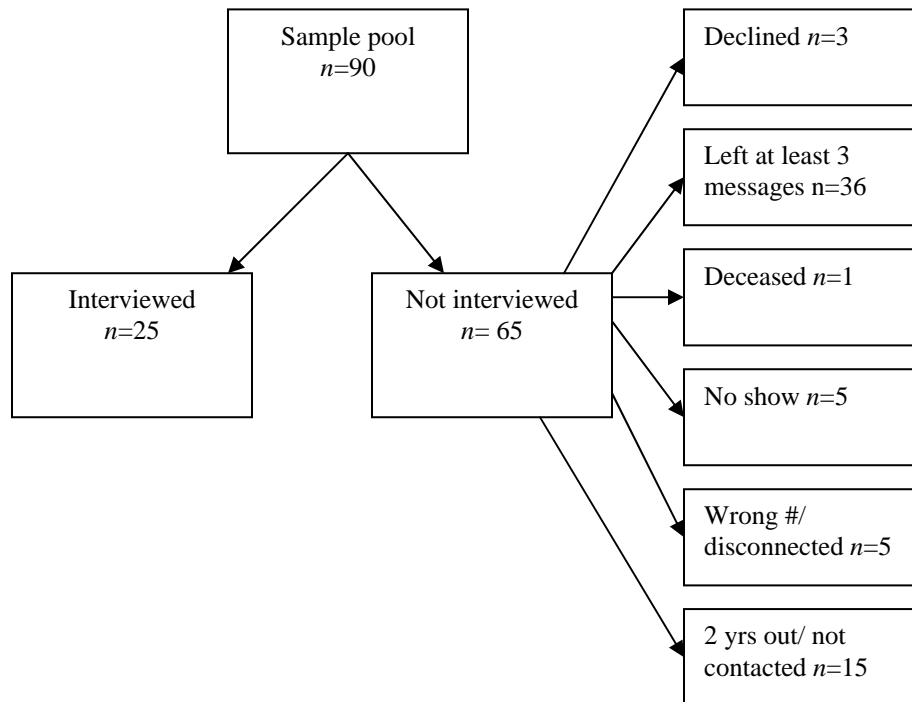 Sample pool
n=90
Interviewed
n=25
Not interviewed
n= 65
Declined n=3
Left at least 3
messages n=36
Deceased n=1
No show n=5
Wrong #/
disconnected n=5
2 yrs out/ not
contacted n=15